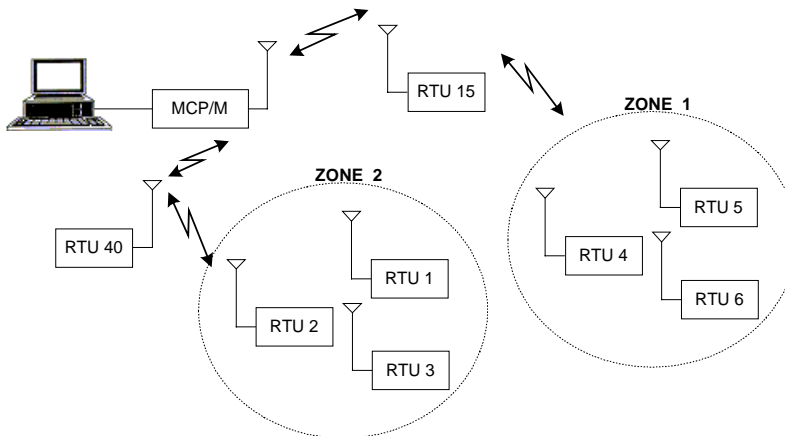 MCP/M
RTU 15
ZONE 1
RTU 5
ZONE 2
RTU 40
RTU 4
RTU 1
RTU 6
RTU 2
RTU 3